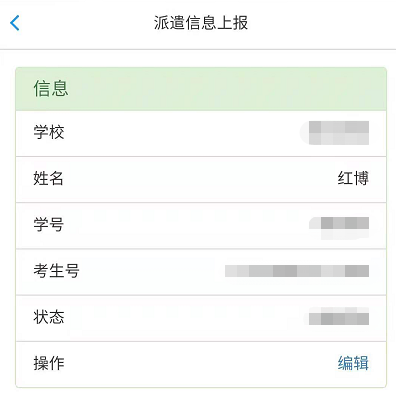 派遣信息上报
信息
学校
姓名 红博
学号
考生号
状态
操作 编辑